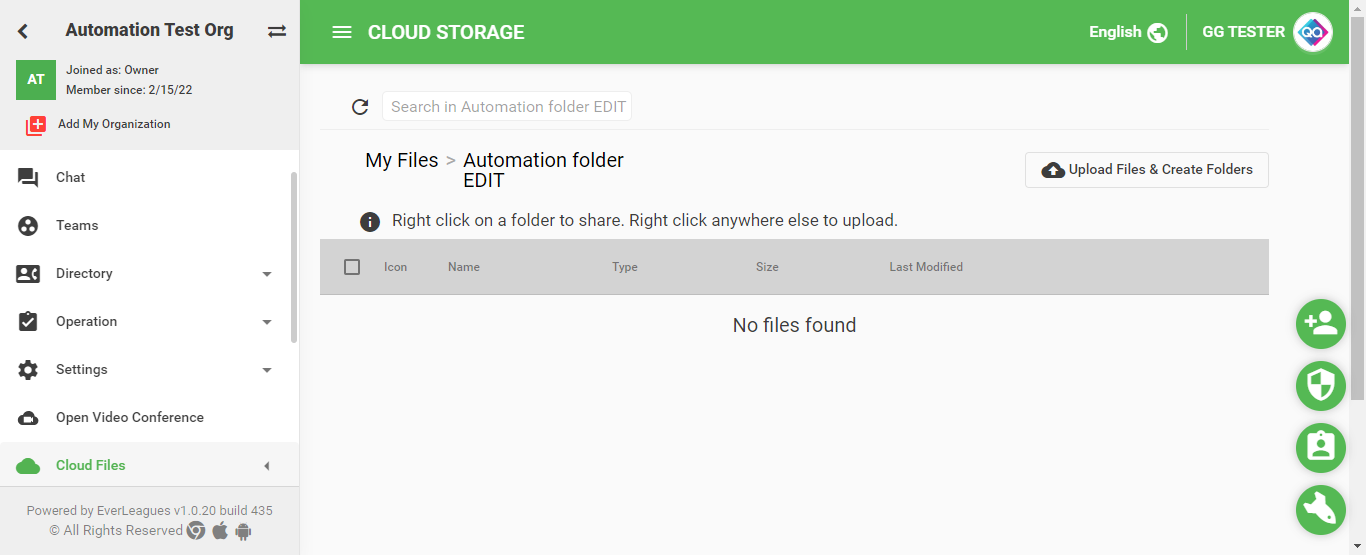 Automation Test Org
AT
Joined as: Owner
Member since: 2/15/22
Add My Organization
Chat
Teams
Directory
Operation
Settings
Open Video Conference
Cloud Files
Powered by EverLeagues v1.0.20 build 435
© All Rights Reserved
CLOUD STORAGE
English
GG TESTER
QA
Search in Automation folder EDIT
My Files > Automation folder
EDIT
Upload Files & Create Folders
Right click on a folder to share. Right click anywhere else to upload.
Icon Name Type Size Last Modified
No files found